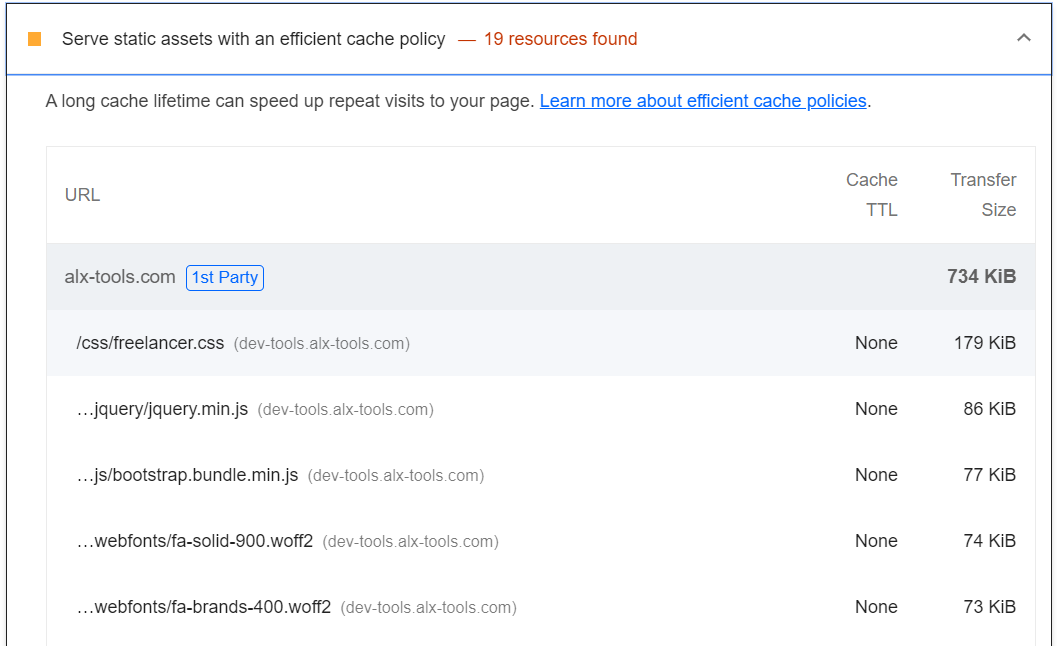 Serve static assets with an efficient cache policy — 19 resources found
A long cache lifetime can speed up repeat visits to your page. Learn more about efficient cache policies.
URL Cache TTL Transfer Size
alx-tools.com 1st Party 734 KiB
/css/freelancer.css (dev-tools.alx-tools.com) None 179 KiB
…jquery/jquery.min.js (dev-tools.alx-tools.com) None 86 KiB
…js/bootstrap.bundle.min.js (dev-tools.alx-tools.com) None 77 KiB
…webfonts/fa-solid-900.woff2 (dev-tools.alx-tools.com) None 74 KiB
…webfonts/fa-brands-400.woff2 (dev-tools.alx-tools.com) None 73 KiB